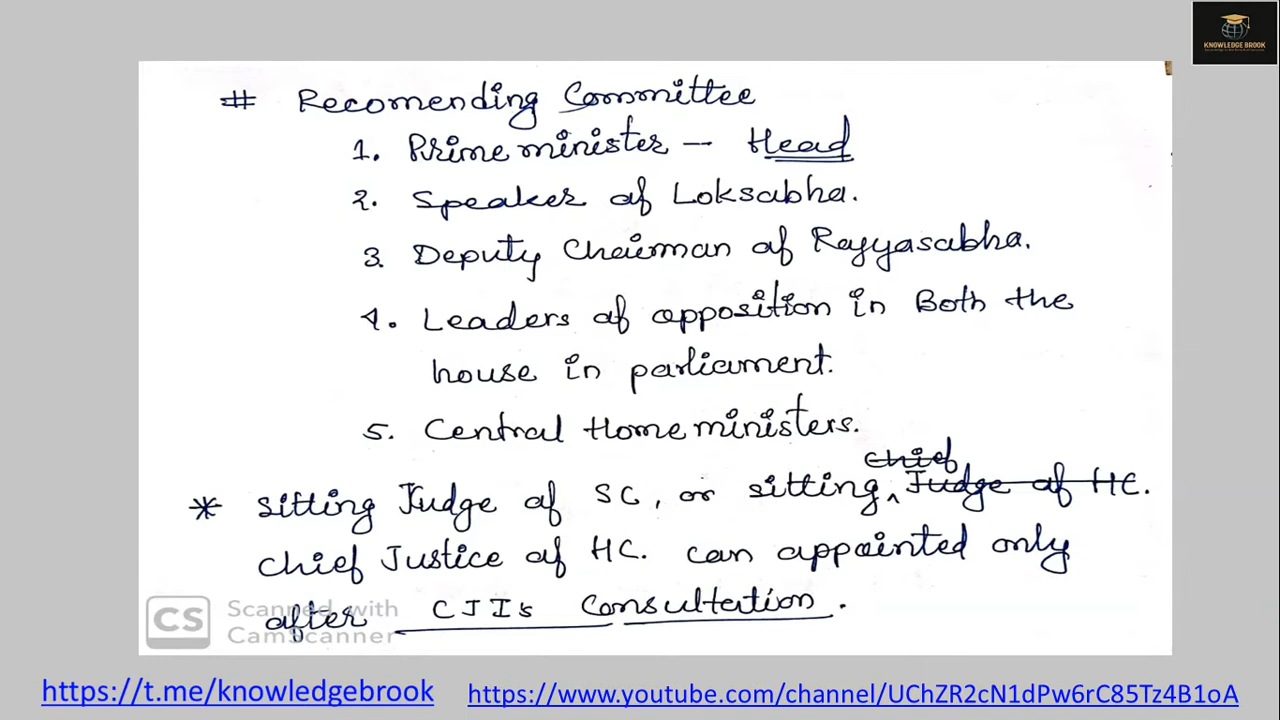 KNOWLEDGE BROOK
# Recomending Committee
1. Prime minister -- Head
2. Speaker of Loksabha.
3. Deputy Chairman of Rajyasabha.
4. Leaders of opposition in Both the
house in parliament.
5. Central Home ministers.
chief
* Sitting Judge of SC, or sitting ^ Judge of HC.
chief Justice of HC. can appointed only
after CJI's Consultation.
CS Scanned with
CamScanner
https://t.me/knowledgebrook https://www.youtube.com/channel/UChZR2cN1dPw6rC85Tz4B1oA